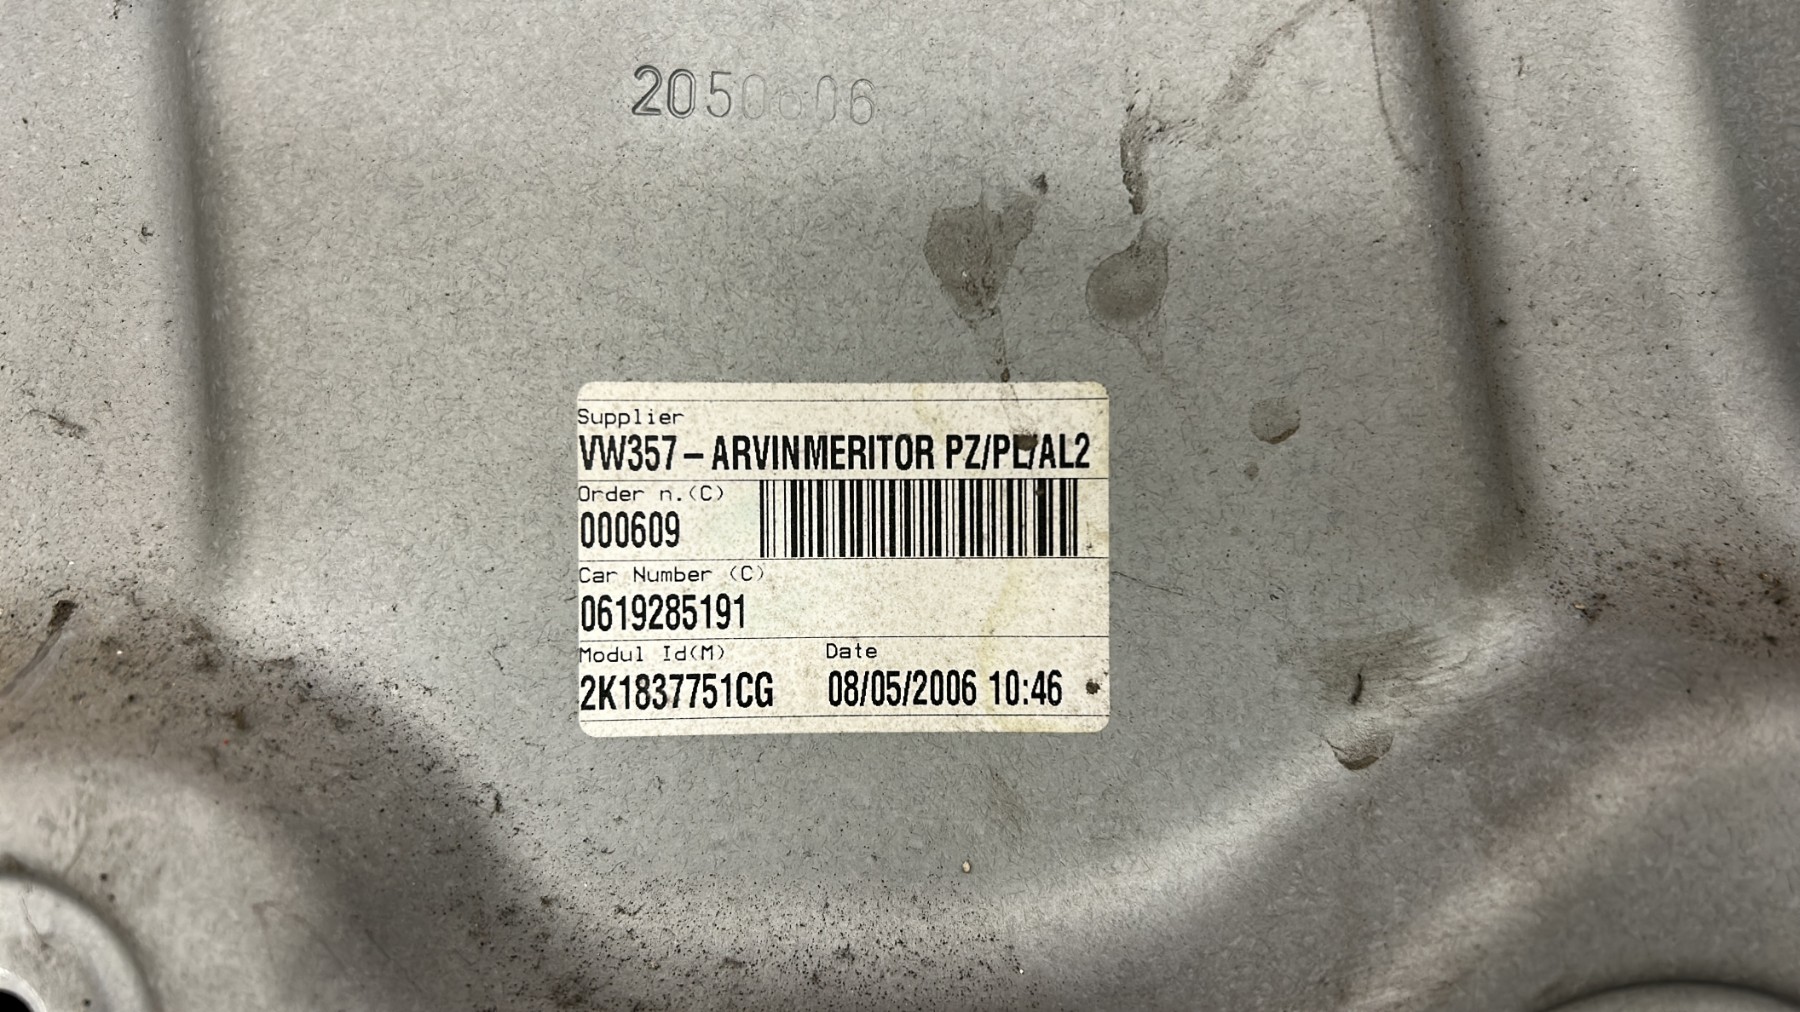 2050606
Supplier
VW357-ARVINMERITOR PZ/PL/AL2
Order n.(C)
000609
Car Number (C)
0619285191
Modul Id(M) Date
2K1837751CG 08/05/2006 10:46